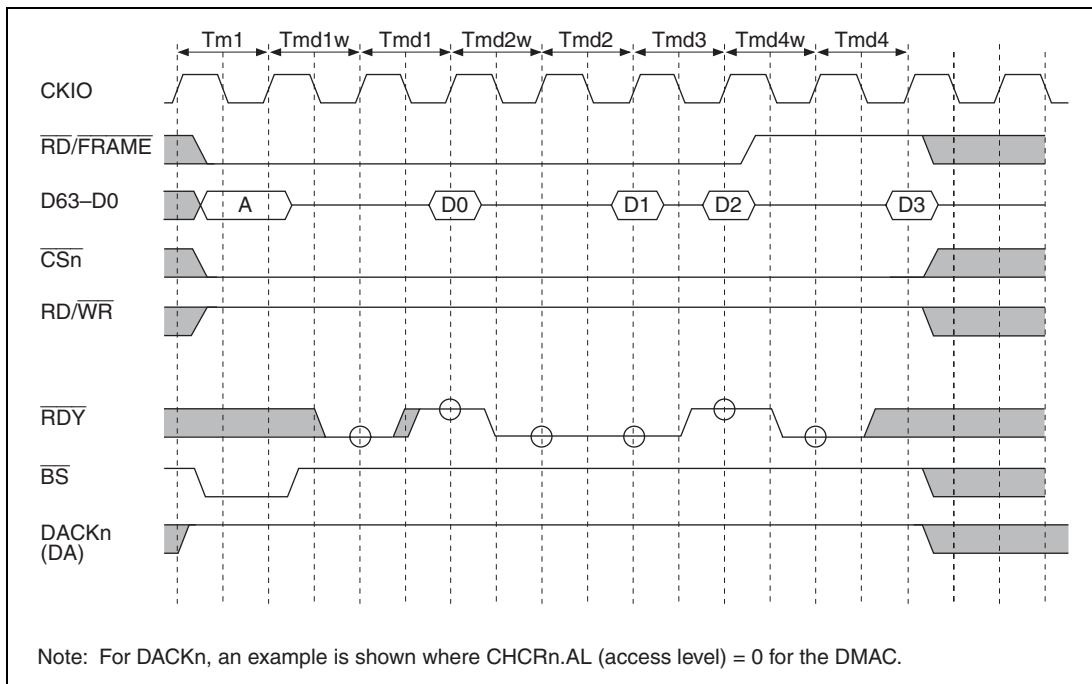 Tm1 Tmd1w Tmd1 Tmd2w Tmd2 Tmd3 Tmd4w Tmd4
CKIO
RD/FRAME
D63–D0 A D0 D1 D2 D3
CSn
RD/WR
RDY
BS
DACKn
(DA)
Note: For DACKn, an example is shown where CHCRn.AL (access level) = 0 for the DMAC.